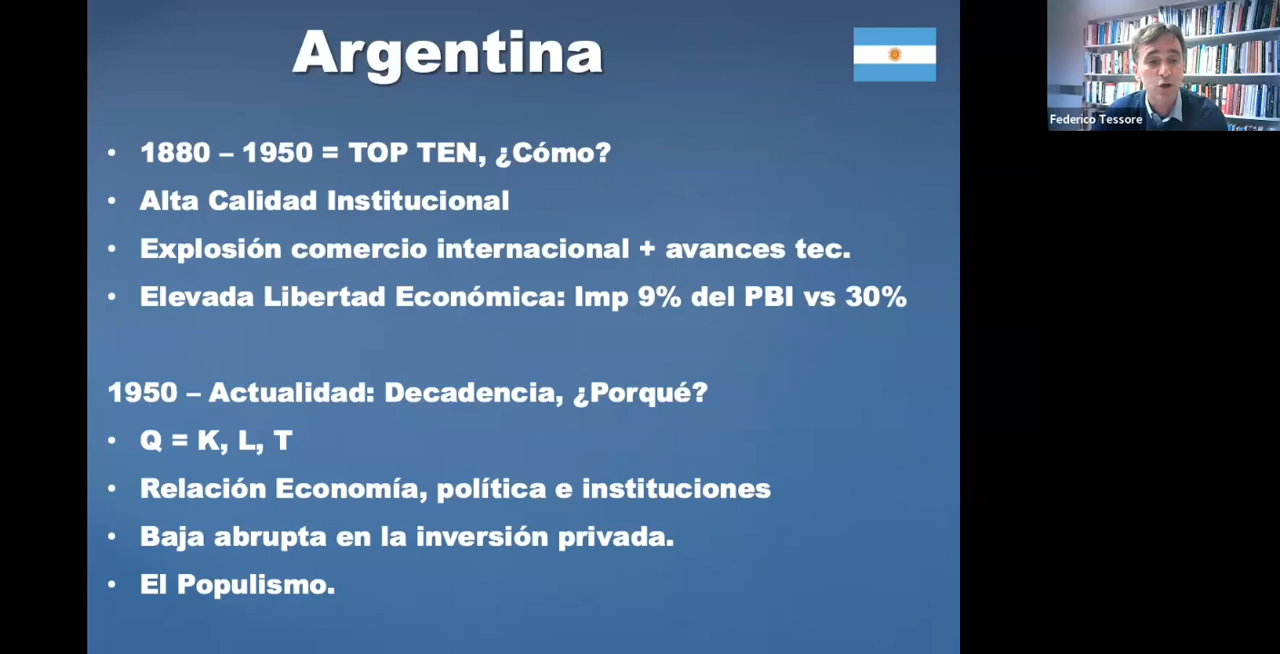 Argentina
• 1880 – 1950 = TOP TEN, ¿Cómo?
• Alta Calidad Institucional
• Explosión comercio internacional + avances tec.
• Elevada Libertad Económica: Imp 9% del PBI vs 30%
1950 – Actualidad: Decadencia, ¿Porqué?
• Q = K, L, T
• Relación Economía, política e instituciones
• Baja abrupta en la inversión privada.
• El Populismo.
Federico Tessore